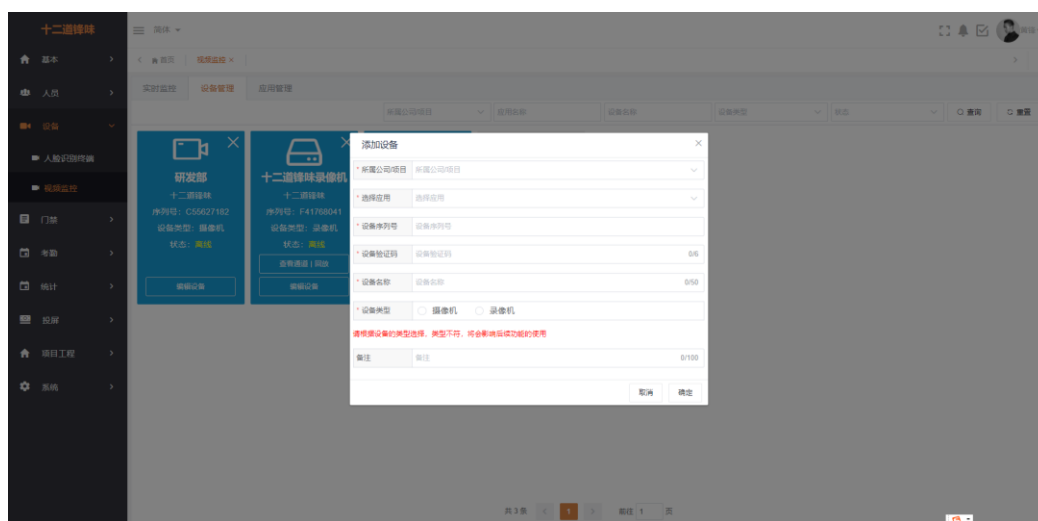 十二道锋味
简体
基本
人员
设备
人脸识别终端
视频监控
门禁
考勤
统计
投屏
项目工程
系统
首页
视频监控 ×
实时监控
设备管理
应用管理
所属公司/项目
应用名称
设备名称
设备类型
状态
查询
重置
研发部
十二道锋味
序列号: C55627182
设备类型: 摄像机
状态: 离线
编辑设备
十二道锋味录像机
十二道锋味
序列号: F41768041
设备类型: 录像机
状态: 离线
查看通道 | 回放
编辑设备
添加设备
* 所属公司/项目 所属公司/项目
* 选择应用 选择应用
* 设备序列号 设备序列号
* 设备验证码 设备验证码 0/6
* 设备名称 设备名称 0/50
* 设备类型 摄像机 录像机
请根据设备的类型选择，类型不符，将会影响后续功能的使用
备注 备注 0/100
取消 确定
共 3 条 1 前往 1 页